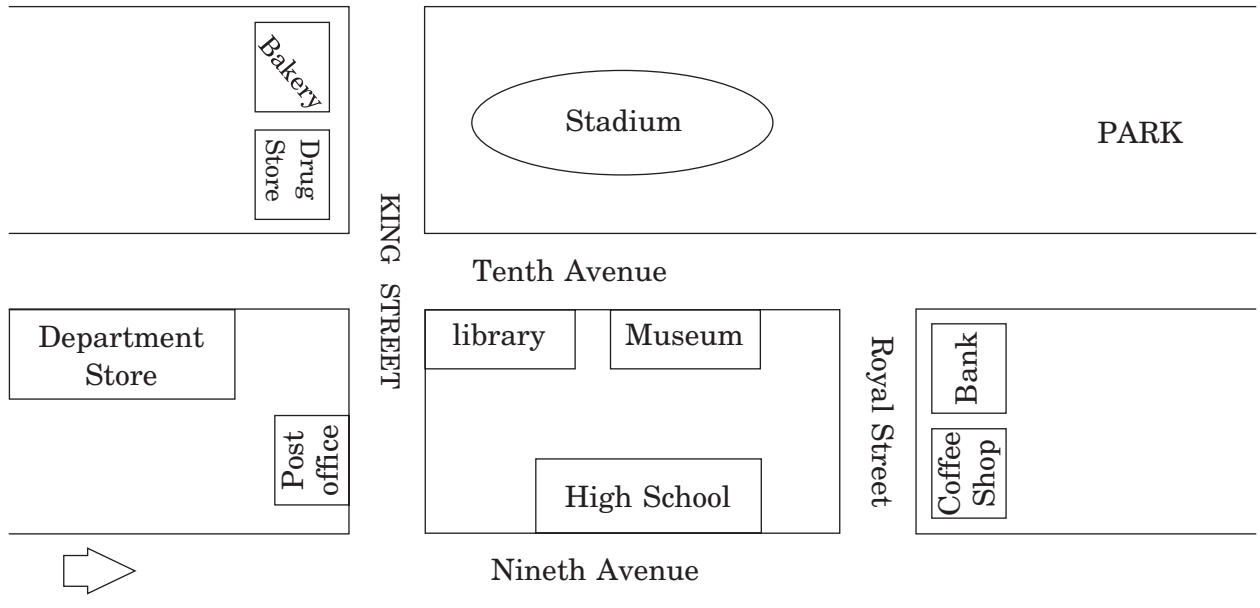 Bakery
Stadium
PARK
Drug
Store
KING STREET
Tenth Avenue
Department
Store
library
Museum
Royal Street
Bank
Post
office
High School
Coffee
Shop
Nineth Avenue